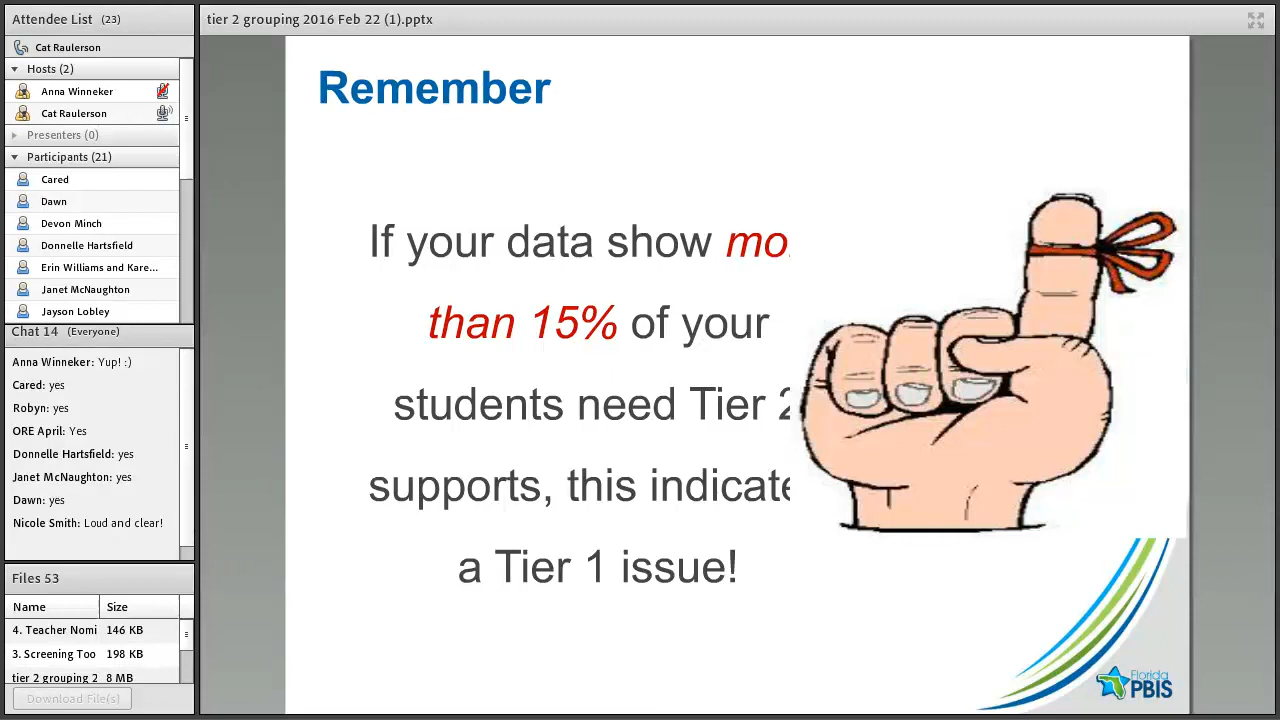 Attendee List (23)
Cat Raulerson
Hosts (2)
Anna Winneker
Cat Raulerson
Presenters (0)
Participants (21)
Cared
Dawn
Devon Minch
Donnelle Hartsfield
Erin Williams and Kare...
Janet McNaughton
Jayson Lobley
Chat 14 (Everyone)
Anna Winneker: Yup! :)
Cared: yes
Robyn: yes
ORE April: Yes
Donnelle Hartsfield: yes
Janet McNaughton: yes
Dawn: yes
Nicole Smith: Loud and clear!
Files 53
Name Size
4. Teacher Nomi 146 KB
3. Screening Too 198 KB
tier 2 grouping 2 8 MB
Download File(s)
tier 2 grouping 2016 Feb 22 (1).pptx
Remember
If your data show mo
than 15% of your
students need Tier 2
supports, this indicate
a Tier 1 issue!
Florida
PBIS